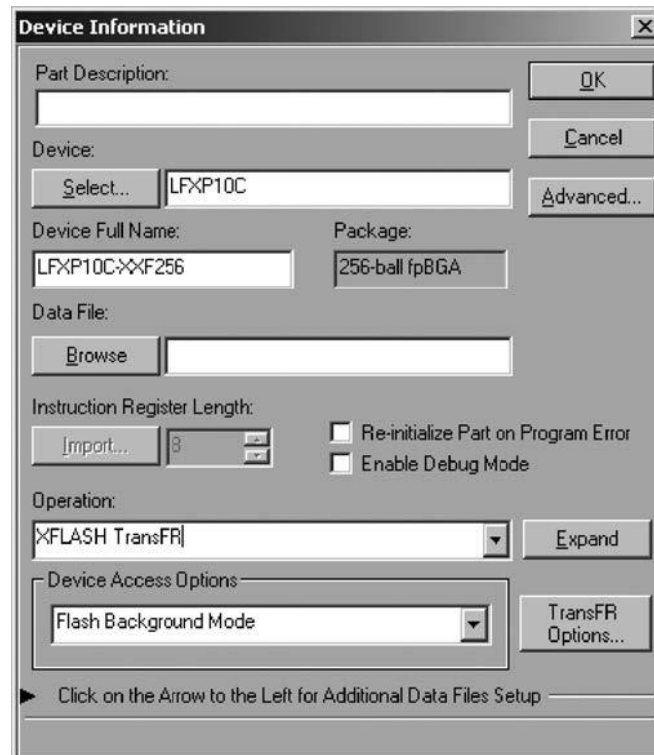 Device Information
Part Description:
OK
Device:
Cancel
Select...
LFXP10C
Advanced...
Device Full Name:
Package:
LFXP10C-XXF256
256-ball fpBGA
Data File:
Browse
Instruction Register Length:
Import...
8
Re-initialize Part on Program Error
Enable Debug Mode
Operation:
XFLASH TransFR
Expand
Device Access Options
Flash Background Mode
TransFR
Options...
Click on the Arrow to the Left for Additional Data Files Setup